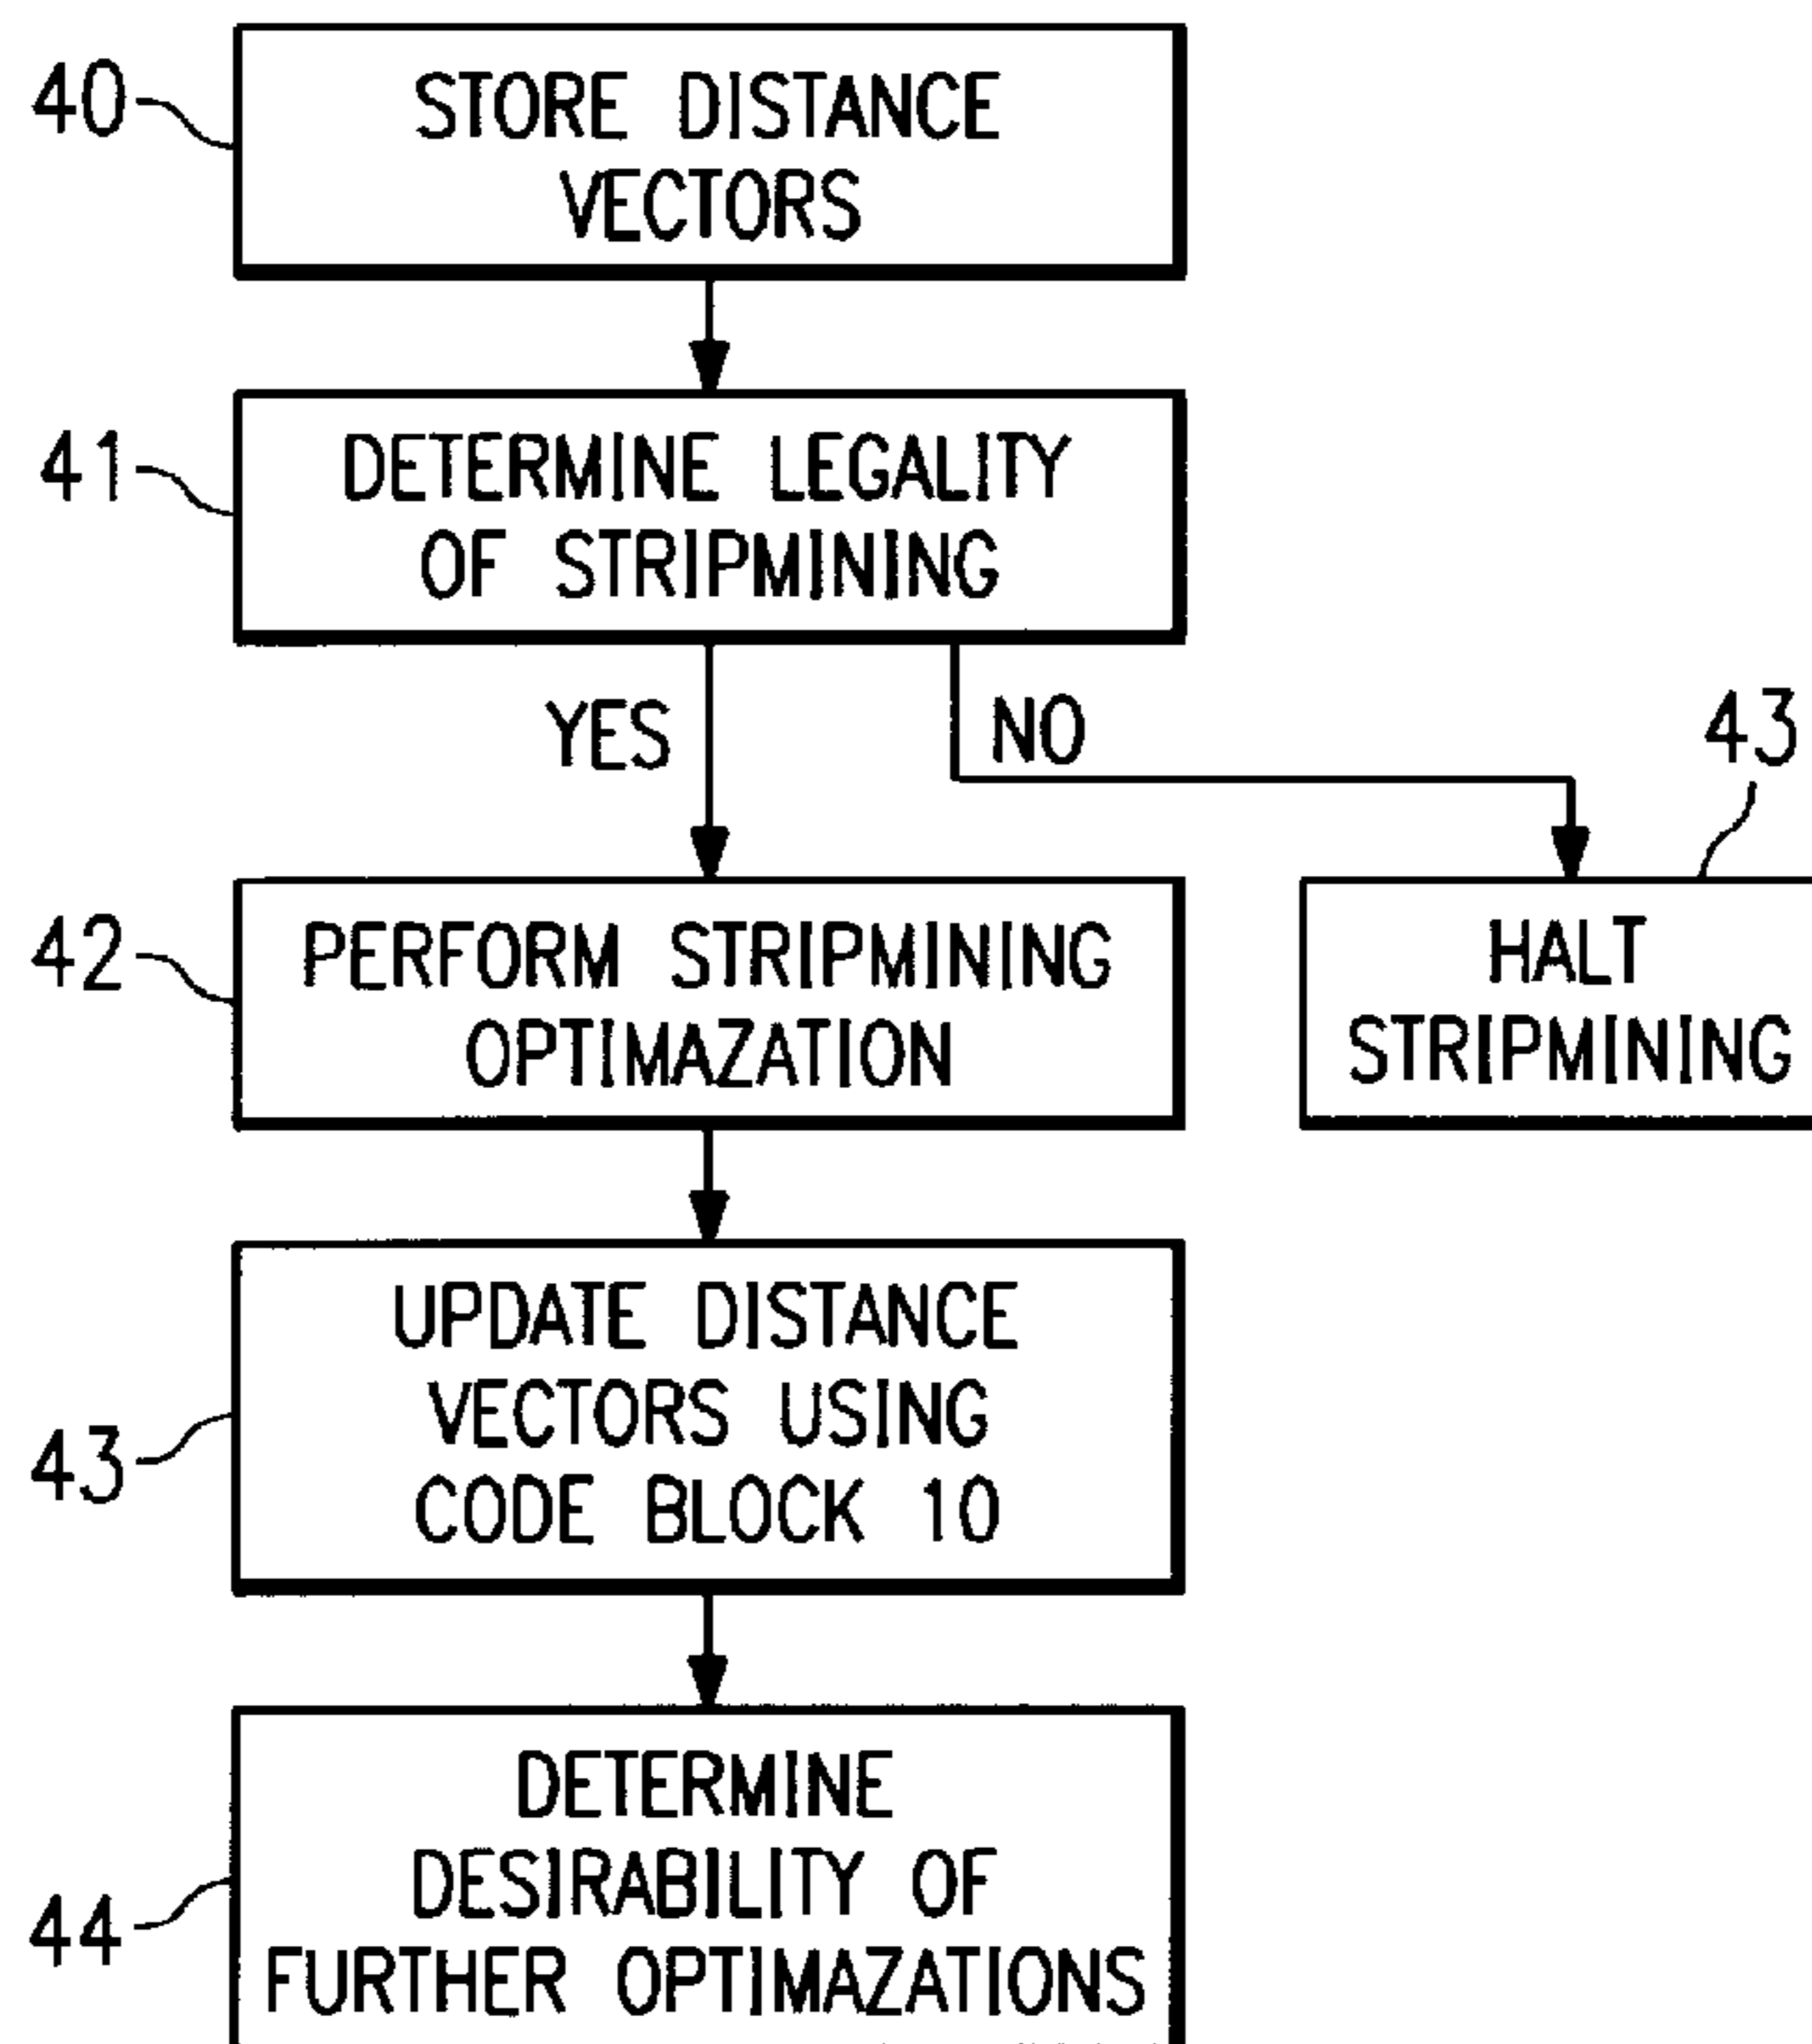 40
STORE DISTANCE
VECTORS
41
DETERMINE LEGALITY
OF STRIPMINING
YES
NO
43
42
PERFORM STRIPMINING
OPTIMAZATION
HALT
STRIPMINING
43
UPDATE DISTANCE
VECTORS USING
CODE BLOCK 10
44
DETERMINE
DESIRABILITY OF
FURTHER OPTIMAZATIONS